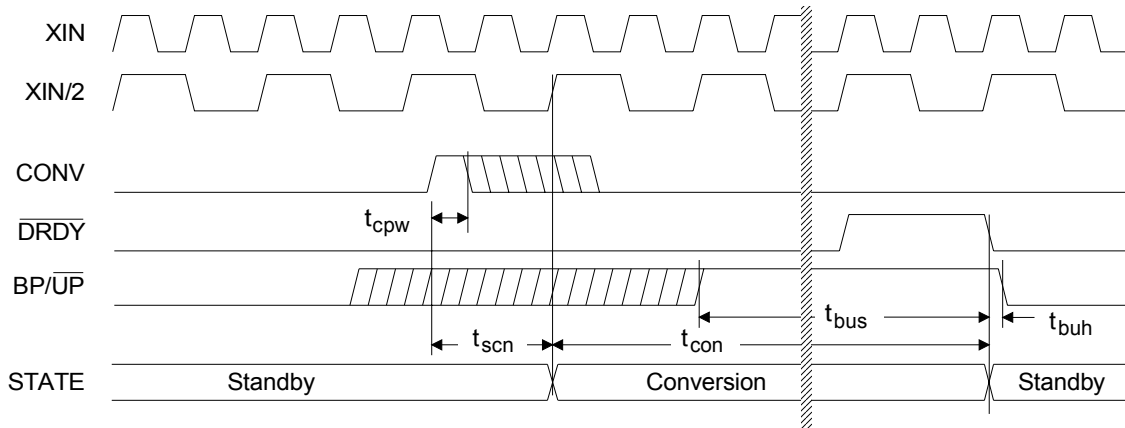 XIN
XIN/2
CONV
t_cpw
DRDY
BP/UP
t_bus
t_buh
t_scn
t_con
STATE
Standby
Conversion
Standby